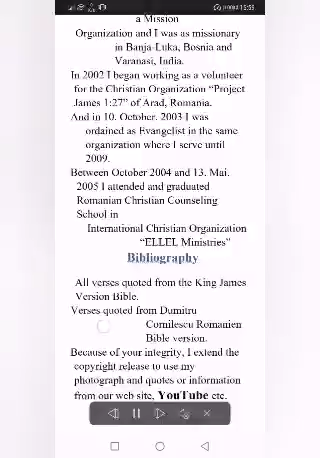 a Mission
Organization and I was as missionary
in Banja-Luka, Bosnia and
Varanasi, India.
In 2002 I began working as a volunteer
for the Christian Organization “Project
James 1:27” of Arad, Romania.
And in 10. October. 2003 I was
ordained as Evangelist in the same
organization where I serve until
2009.
Between October 2004 and 13. Mai.
2005 I attended and graduated
Romanian Christian Counseling
School in
International Christian Organization
“ELLEL Ministries”
Bibliography
All verses quoted from the King James
Version Bible.
Verses quoted from Dumitru
Cornilescu Romanien
Bible version.
Because of your integrity, I extend the
copyright release to use my
photograph and quotes or information
from our web site, YouTube etc.